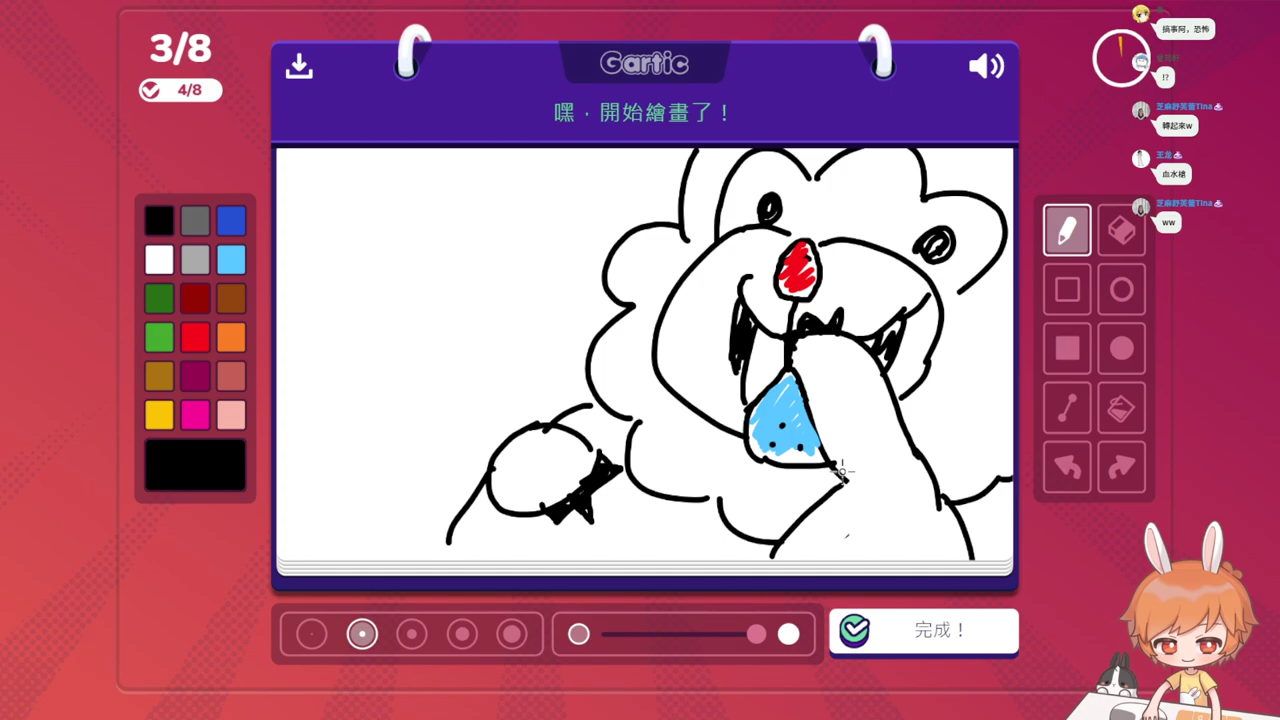 3/8
4/8
Gartic
嘿，開始繪畫了！
完成！
搞事阿，恐怖
!?
芝麻舒芙蕾Tina
轉起來w
王龙
血水槍
芝麻舒芙蕾Tina
ww